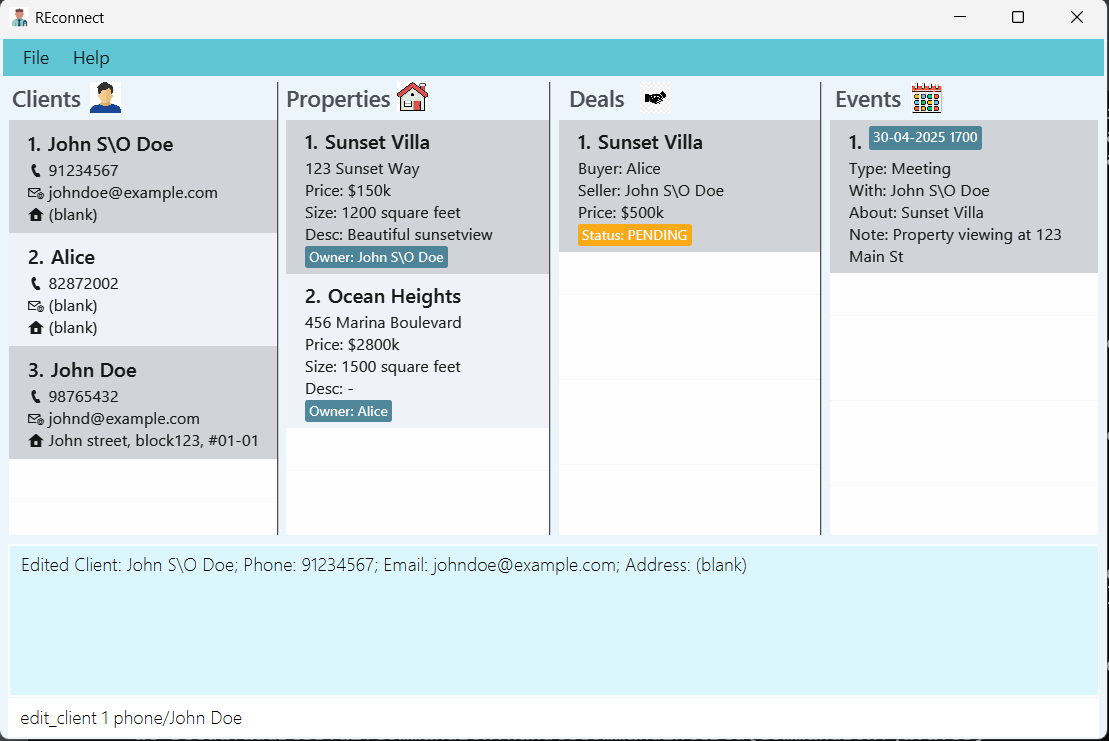 REconnect
File Help
Clients
1. John S\O Doe
91234567
johndoe@example.com
(blank)
2. Alice
82872002
(blank)
(blank)
3. John Doe
98765432
johnd@example.com
John street, block123, #01-01
Properties
1. Sunset Villa
123 Sunset Way
Price: $150k
Size: 1200 square feet
Desc: Beautiful sunsetview
Owner: John S\O Doe
2. Ocean Heights
456 Marina Boulevard
Price: $2800k
Size: 1500 square feet
Desc: -
Owner: Alice
Deals
1. Sunset Villa
Buyer: Alice
Seller: John S\O Doe
Price: $500k
Status: PENDING
Events
1. 30-04-2025 1700
Type: Meeting
With: John S\O Doe
About: Sunset Villa
Note: Property viewing at 123
Main St
Edited Client: John S\O Doe; Phone: 91234567; Email: johndoe@example.com; Address: (blank)
edit_client 1 phone/John Doe